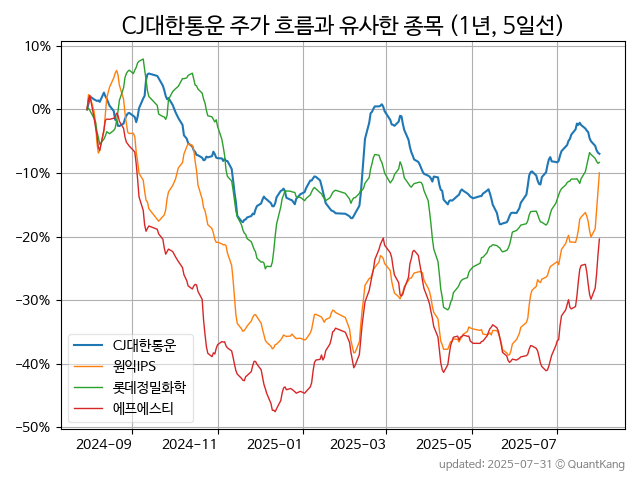 CJ대한통운 주가 흐름과 유사한 종목 (1년, 5일선)
10%
0%
-10%
-20%
-30%
-40%
-50%
CJ대한통운
원익IPS
롯데정밀화학
에프에스티
2024-09
2024-11
2025-01
2025-03
2025-05
2025-07
updated: 2025-07-31 © QuantKang